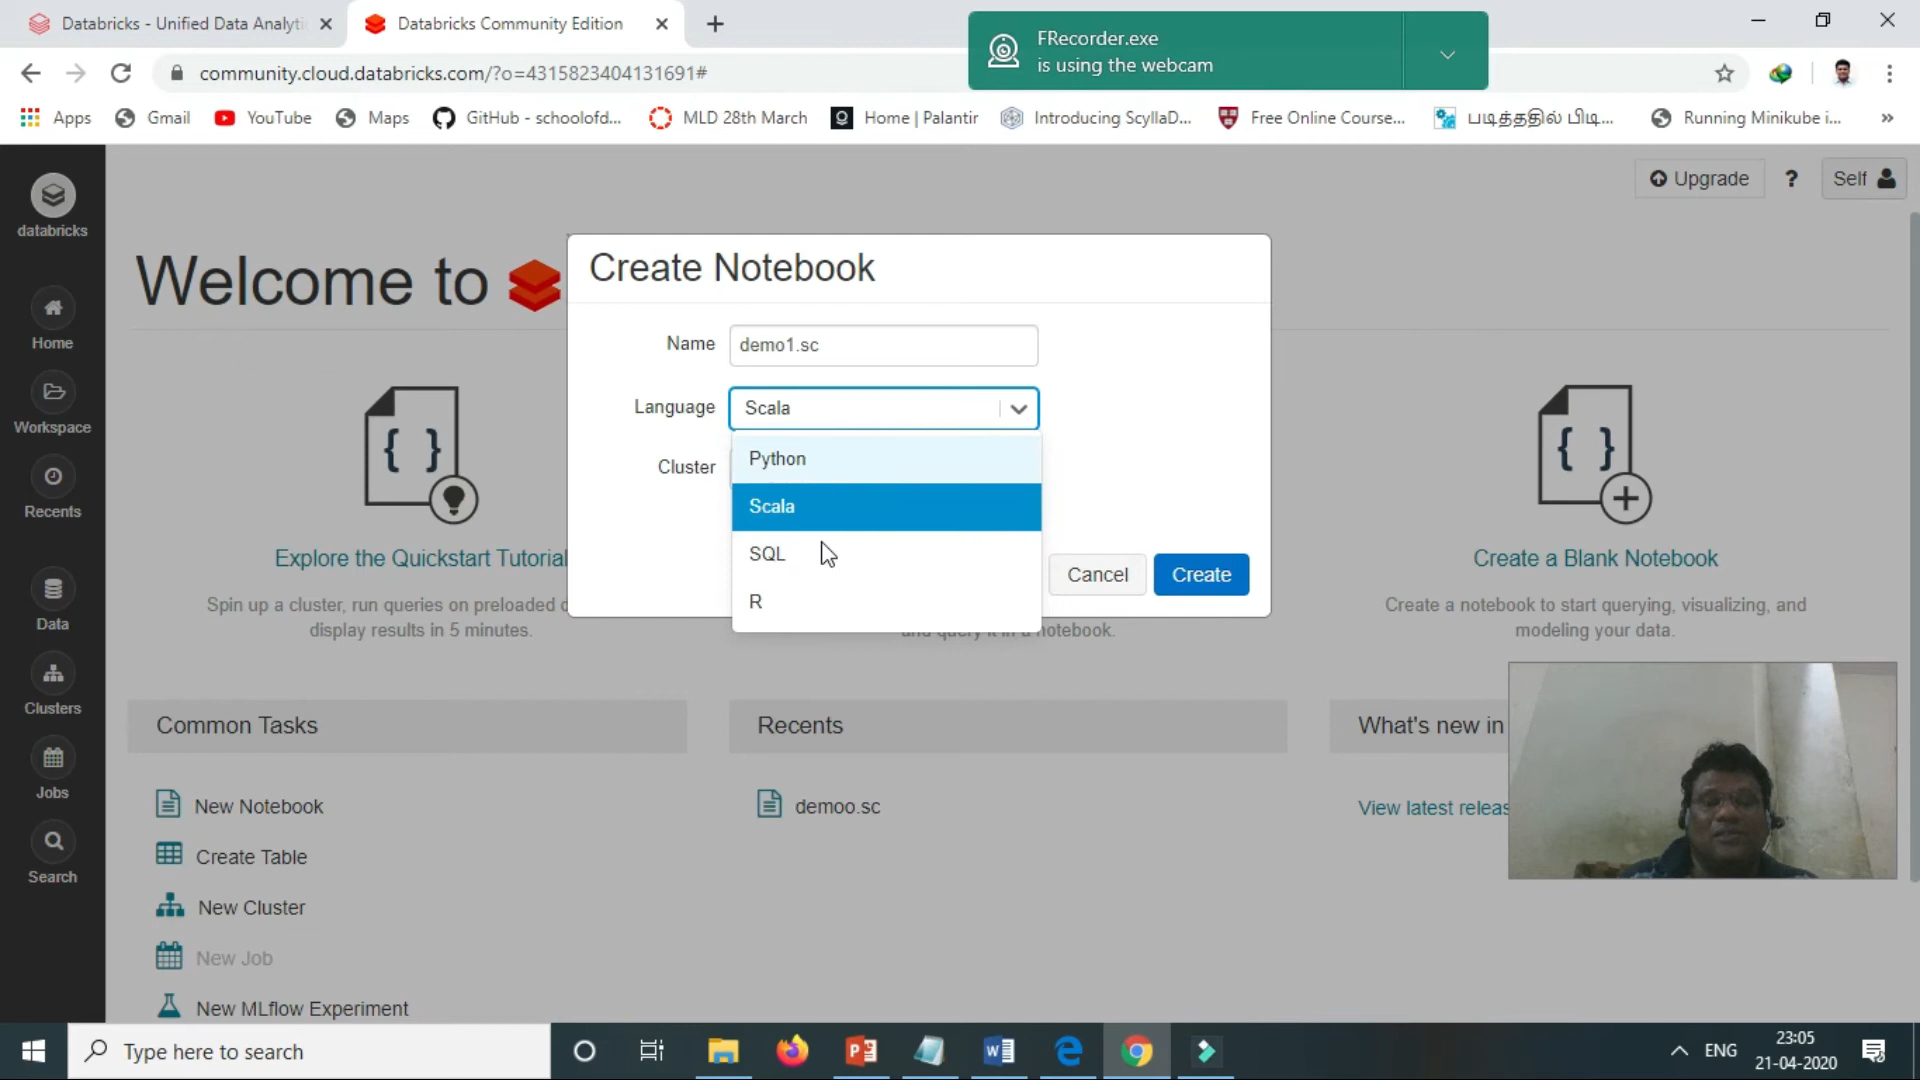 Databricks - Unified Data Analyti
Databricks Community Edition
FRecorder.exe
is using the webcam
community.cloud.databricks.com/?o=4315823404131691#
Apps
Gmail
YouTube
Maps
GitHub - schoolofd...
MLD 28th March
Home | Palantir
Introducing ScyllaD...
Free Online Course...
படித்ததில் பிடி...
Running Minikube i...
»
databricks
Home
Workspace
Recents
Data
Clusters
Jobs
Search
Upgrade
?
Self
Welcome to
Create Notebook
Name
demo1.sc
Language
Scala
Cluster
Python
Scala
SQL
R
Cancel
Create
Explore the Quickstart Tutorial
Spin up a cluster, run queries on preloaded d
display results in 5 minutes.
and query it in a notebook.
Create a Blank Notebook
Create a notebook to start querying, visualizing, and
modeling your data.
Common Tasks
New Notebook
Create Table
New Cluster
New Job
New MLflow Experiment
Recents
demoo.sc
What's new in
View latest releas
Type here to search
ENG
23:05
21-04-2020